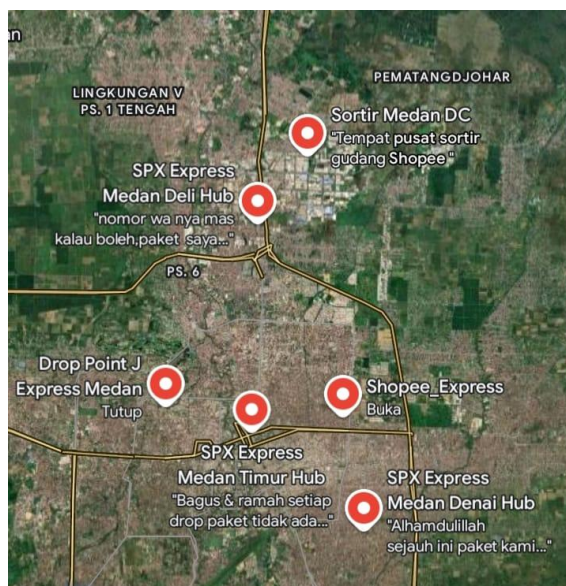 an
LINGKUNGAN V
PS. 1 TENGAH
PEMATANGDJOHAR
Sortir Medan DC
"Tempat pusat sortir
gudang Shopee "
SPX Express
Medan Deli Hub
"nomor wa nya mas
kalau boleh,paket saya..."
PS. 6
Drop Point J
Express Medan
Tutup
Shopee_Express
Buka
SPX Express
Medan Timur Hub
"Bagus & ramah setiap
drop paket tidak ada..."
SPX Express
Medan Denai Hub
"Alhamdulillah
sejauh ini paket kami..."